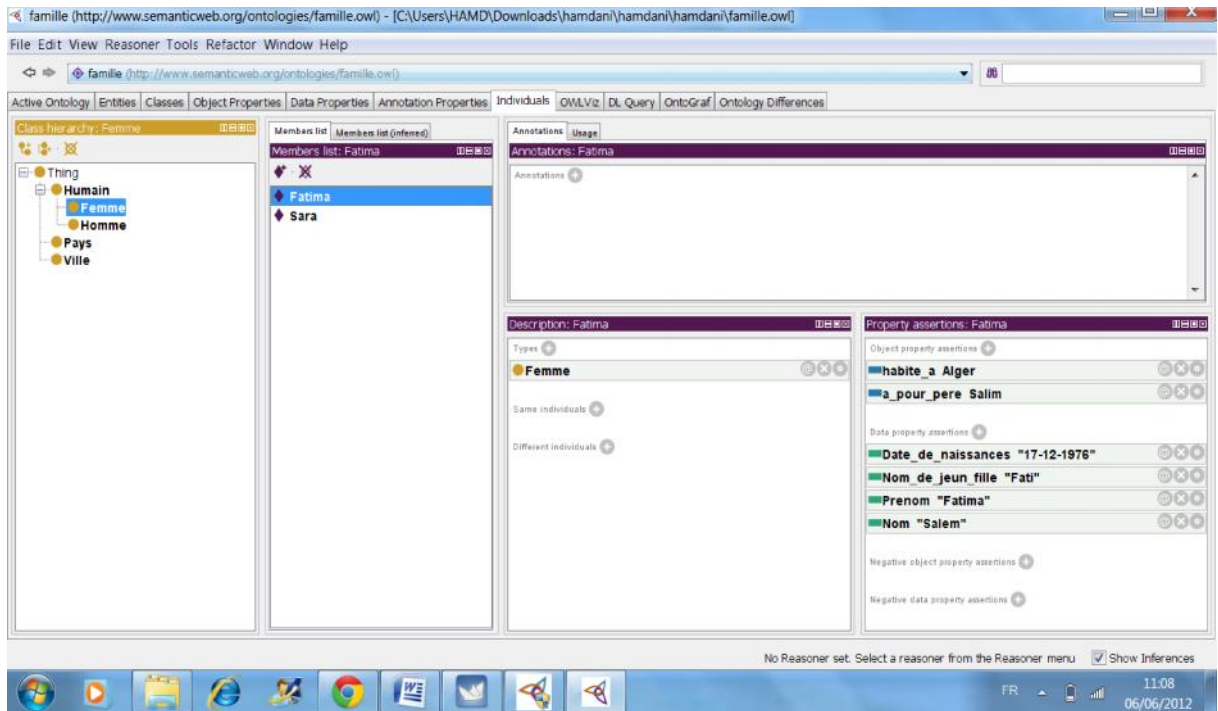 famille (http://www.semanticweb.org/ontologies/famille.owl) - [C:\Users\HAMD\Downloads\hamdani\hamdani\hamdani\famille.owl]
File Edit View Reasoner Tools Refactor Window Help
famille (http://www.semanticweb.org/ontologies/famille.owl)
Active Ontology Entities Classes Object Properties Data Properties Annotation Properties Individuals OWLViz DL Query OntoGraf Ontology Differences
Class hierarchy: Femme
Thing
Humain
Femme
Homme
Pays
Ville
Members list Members list (inferred)
Members list: Fatima
Fatima
Sara
Annotations Usage
Annotations: Fatima
Annotations
Description: Fatima
Types
Femme
Same individuals
Different individuals
Property assertions: Fatima
Object property assertions
habite_a Alger
a_pour_pere Salim
Data property assertions
Date_de_naissances "17-12-1976"
Nom_de_jeun_fille "Fati"
Prenom "Fatima"
Nom "Salem"
Negative object property assertions
Negative data property assertions
No Reasoner set. Select a reasoner from the Reasoner menu Show Inferences
FR 11:08
06/06/2012